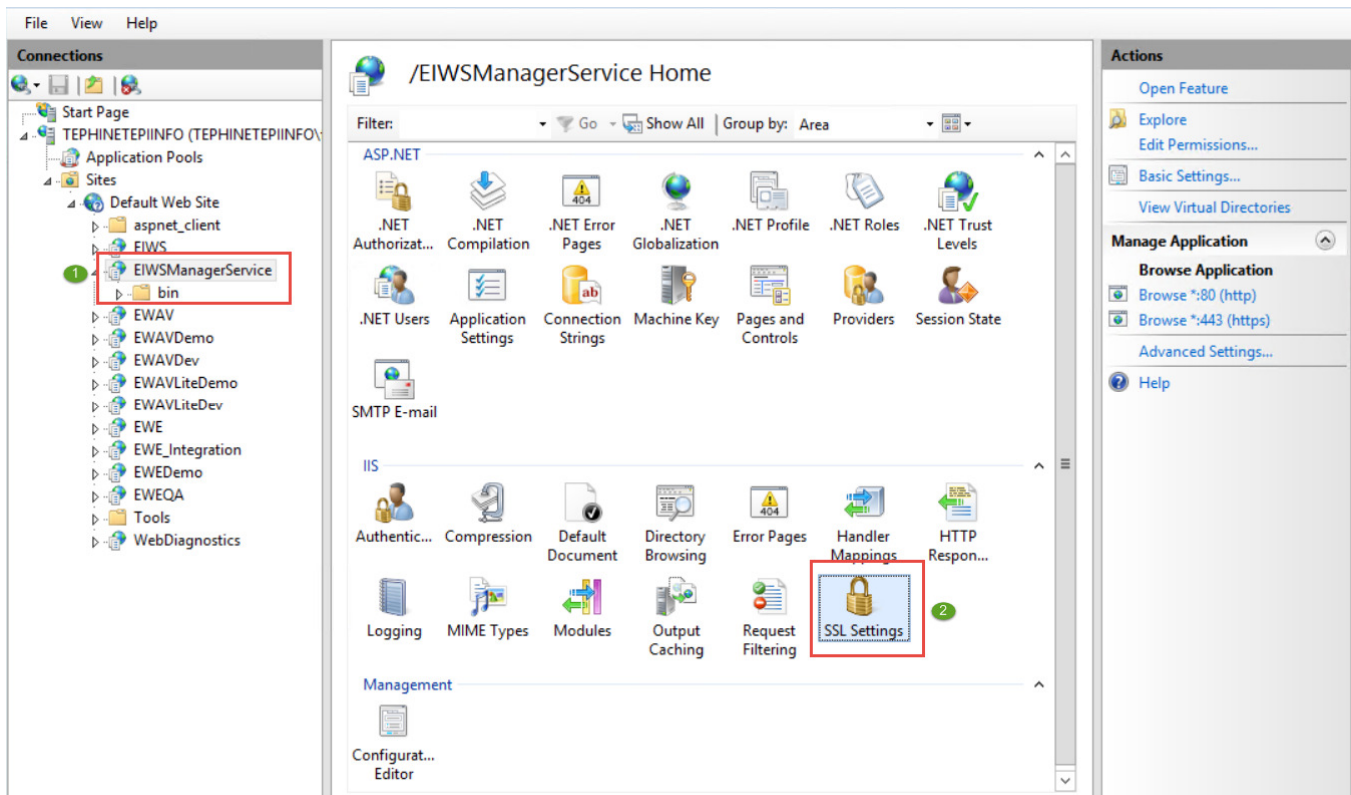 File View Help
Connections
Start Page
TEPHINETEPIINFO (TEPHINETEPIINFO\
Application Pools
Sites
Default Web Site
aspnet_client
EIWS
1
EIWSManagerService
bin
EWAV
EWAVDemo
EWAVDev
EWAVLiteDemo
EWAVLiteDev
EWE
EWE_Integration
EWEDemo
EWEQA
Tools
WebDiagnostics
/EIWSManagerService Home
Filter: Go Show All Group by: Area
ASP.NET
.NET Authorizat...
.NET Compilation
404
.NET Error Pages
.NET Globalization
.NET Profile
.NET Roles
.NET Trust Levels
.NET Users
Application Settings
ab
Connection Strings
Machine Key
Pages and Controls
Providers
Session State
SMTP E-mail
IIS
Authentic...
Compression
Default Document
Directory Browsing
404
Error Pages
Handler Mappings
HTTP Respon...
Logging
MIME Types
Modules
Output Caching
Request Filtering
SSL Settings
2
Management
Configurat... Editor
Actions
Open Feature
Explore
Edit Permissions...
Basic Settings...
View Virtual Directories
Manage Application
Browse Application
Browse *:80 (http)
Browse *:443 (https)
Advanced Settings...
Help